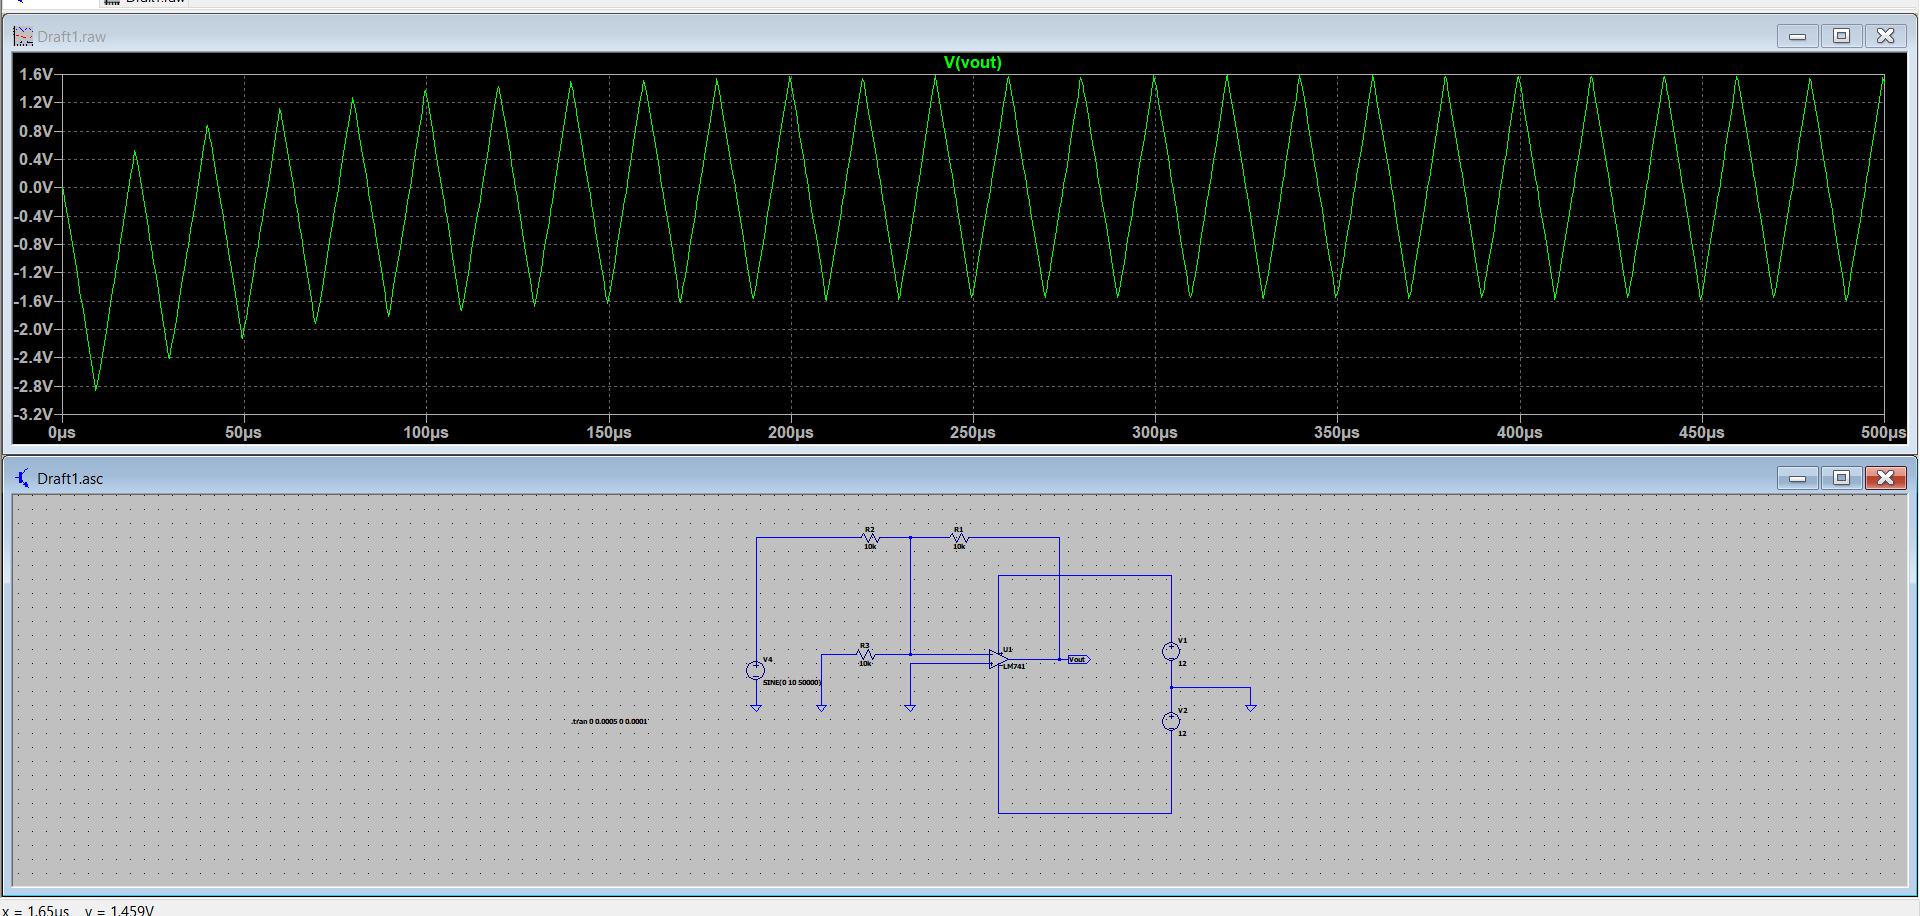 Draft1.raw
Draft1.raw
V(vout)
1.6V
1.2V
0.8V
0.4V
0.0V
-0.4V
-0.8V
-1.2V
-1.6V
-2.0V
-2.4V
-2.8V
-3.2V
0µs 50µs 100µs 150µs 200µs 250µs 300µs 350µs 400µs 450µs 500µs
Draft1.asc
R2 R1
10k 10k
R3
10k
U1
LM741
Vout
V1
12
V4
SINE(0 10 50000)
V2
12
.tran 0 0.0005 0 0.0001
x = 1.65µs y = 1.459V